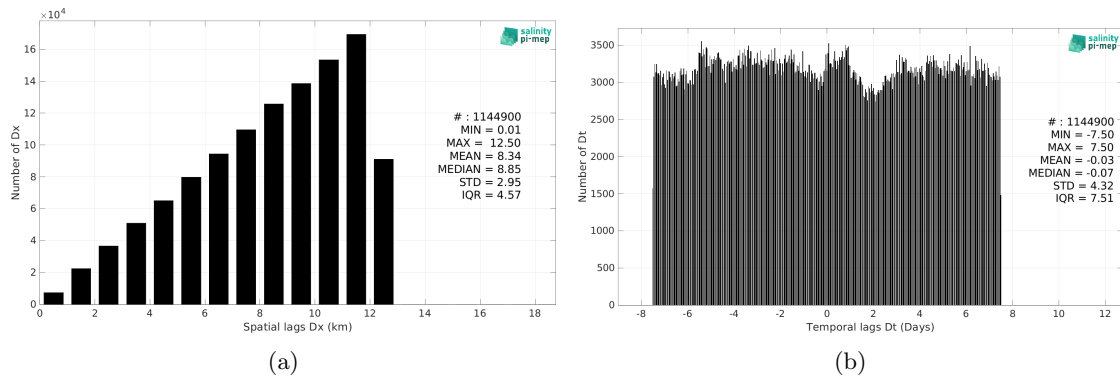 ×10⁴
16
14
12
10
8
6
4
2
0
Number of Dx
salinity
pi-mep
# : 1144900
MIN = 0.01
MAX = 12.50
MEAN = 8.34
MEDIAN = 8.85
STD = 2.95
IQR = 4.57
0 2 4 6 8 10 12 14 16 18
Spatial lags Dx (km)
(a)
3500
3000
2500
2000
1500
1000
500
0
Number of Dt
salinity
pi-mep
# : 1144900
MIN = -7.50
MAX = 7.50
MEAN = -0.03
MEDIAN = -0.07
STD = 4.32
IQR = 7.51
-8 -6 -4 -2 0 2 4 6 8 10 12
Temporal lags Dt (Days)
(b)